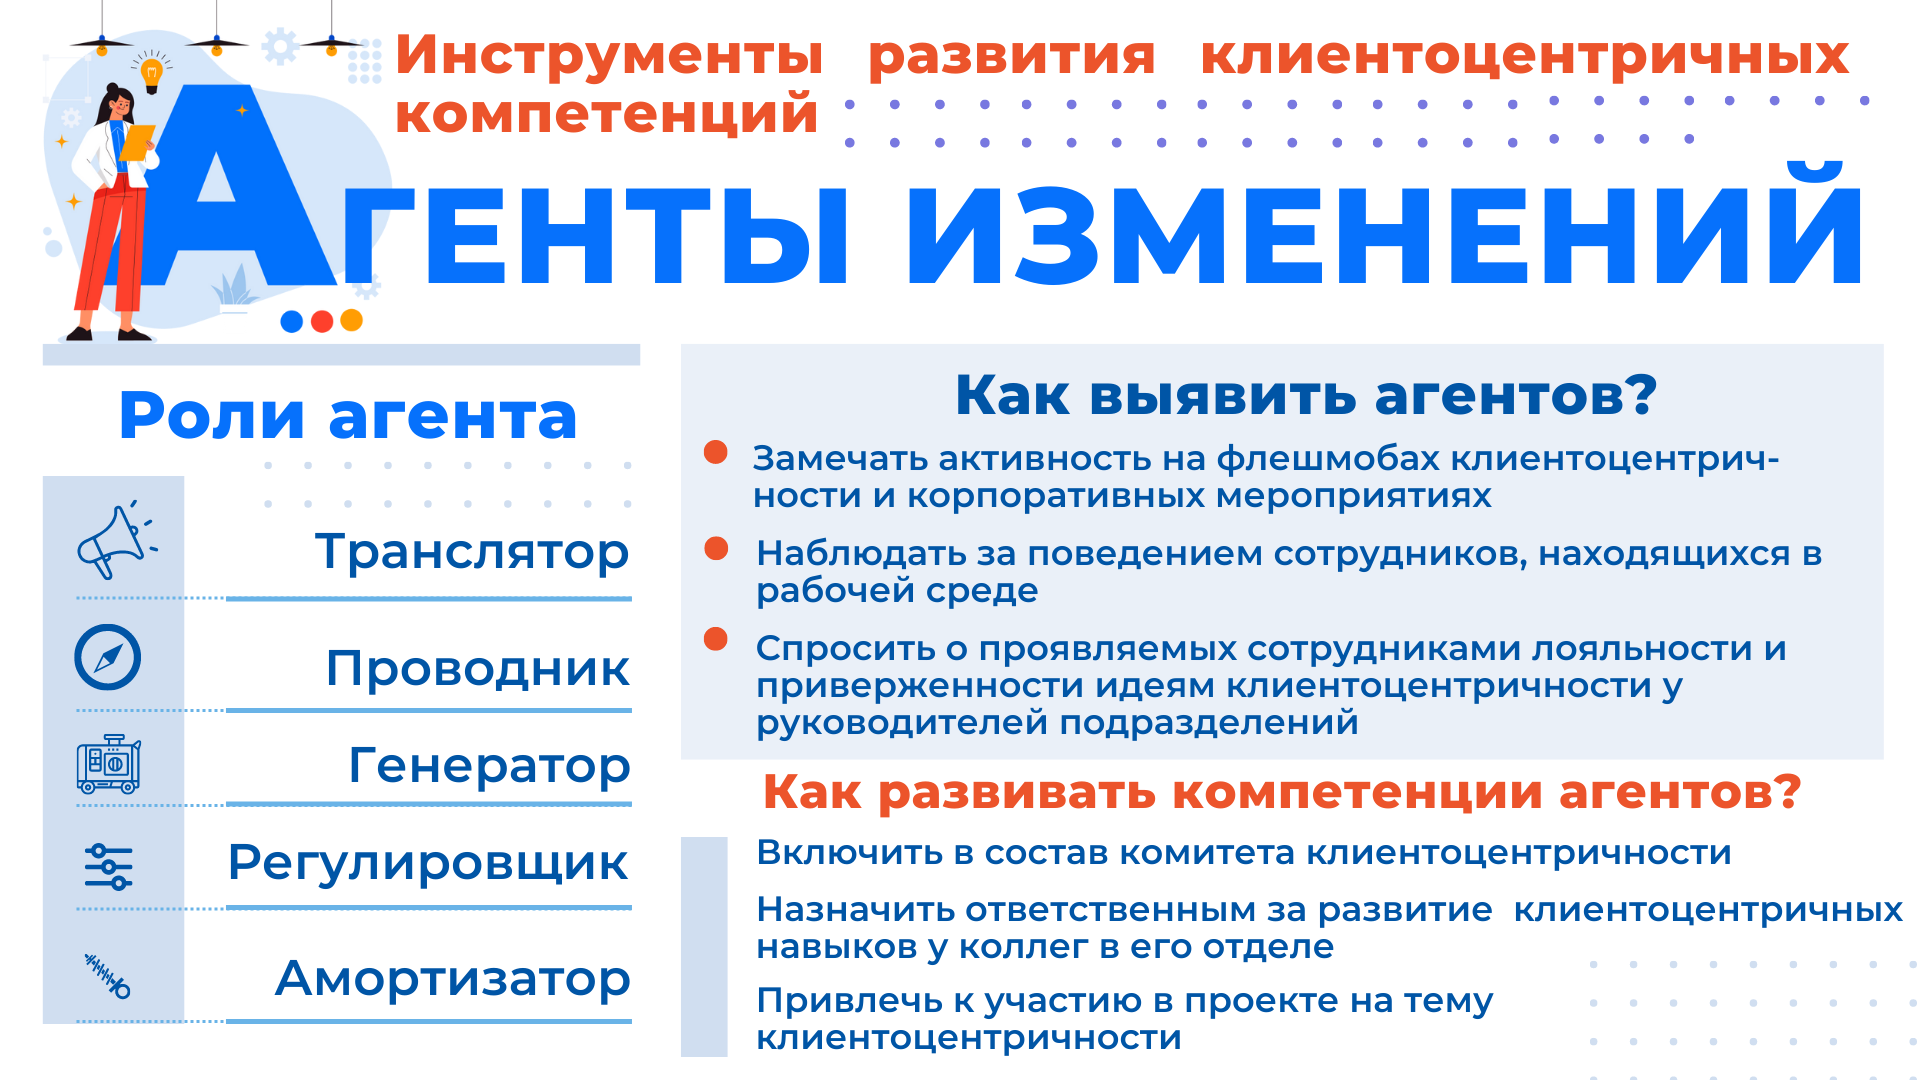 Инструменты развития клиентоцентричных
компетенций
АГЕНТЫ ИЗМЕНЕНИЙ
Роли агента
Транслятор
Проводник
Генератор
Регулировщик
Амортизатор
Как выявить агентов?
Замечать активность на флешмобах клиентоцентрич-
ности и корпоративных мероприятиях
Наблюдать за поведением сотрудников, находящихся в
рабочей среде
Спросить о проявляемых сотрудниками лояльности и
приверженности идеям клиентоцентричности у
руководителей подразделений
Как развивать компетенции агентов?
Включить в состав комитета клиентоцентричности
Назначить ответственным за развитие клиентоцентричных
навыков у коллег в его отделе
Привлечь к участию в проекте на тему
клиентоцентричности